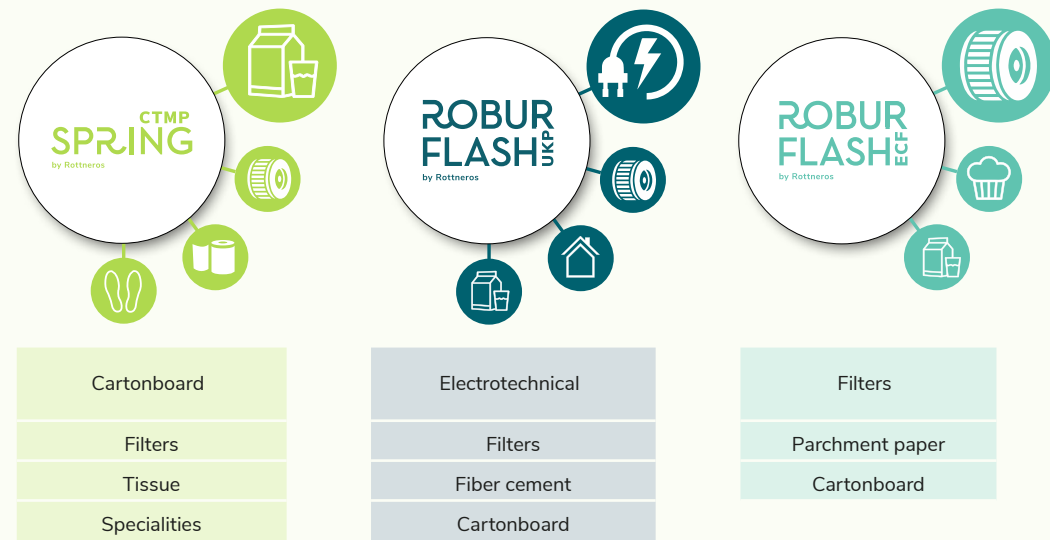 CTMP
SPRING
by Rottneros
ROBUR
FLASH UKP
by Rottneros
ROBUR
FLASH ECF
by Rottneros
Cartonboard
Filters
Tissue
Specialities
Electrotechnical
Filters
Fiber cement
Cartonboard
Filters
Parchment paper
Cartonboard